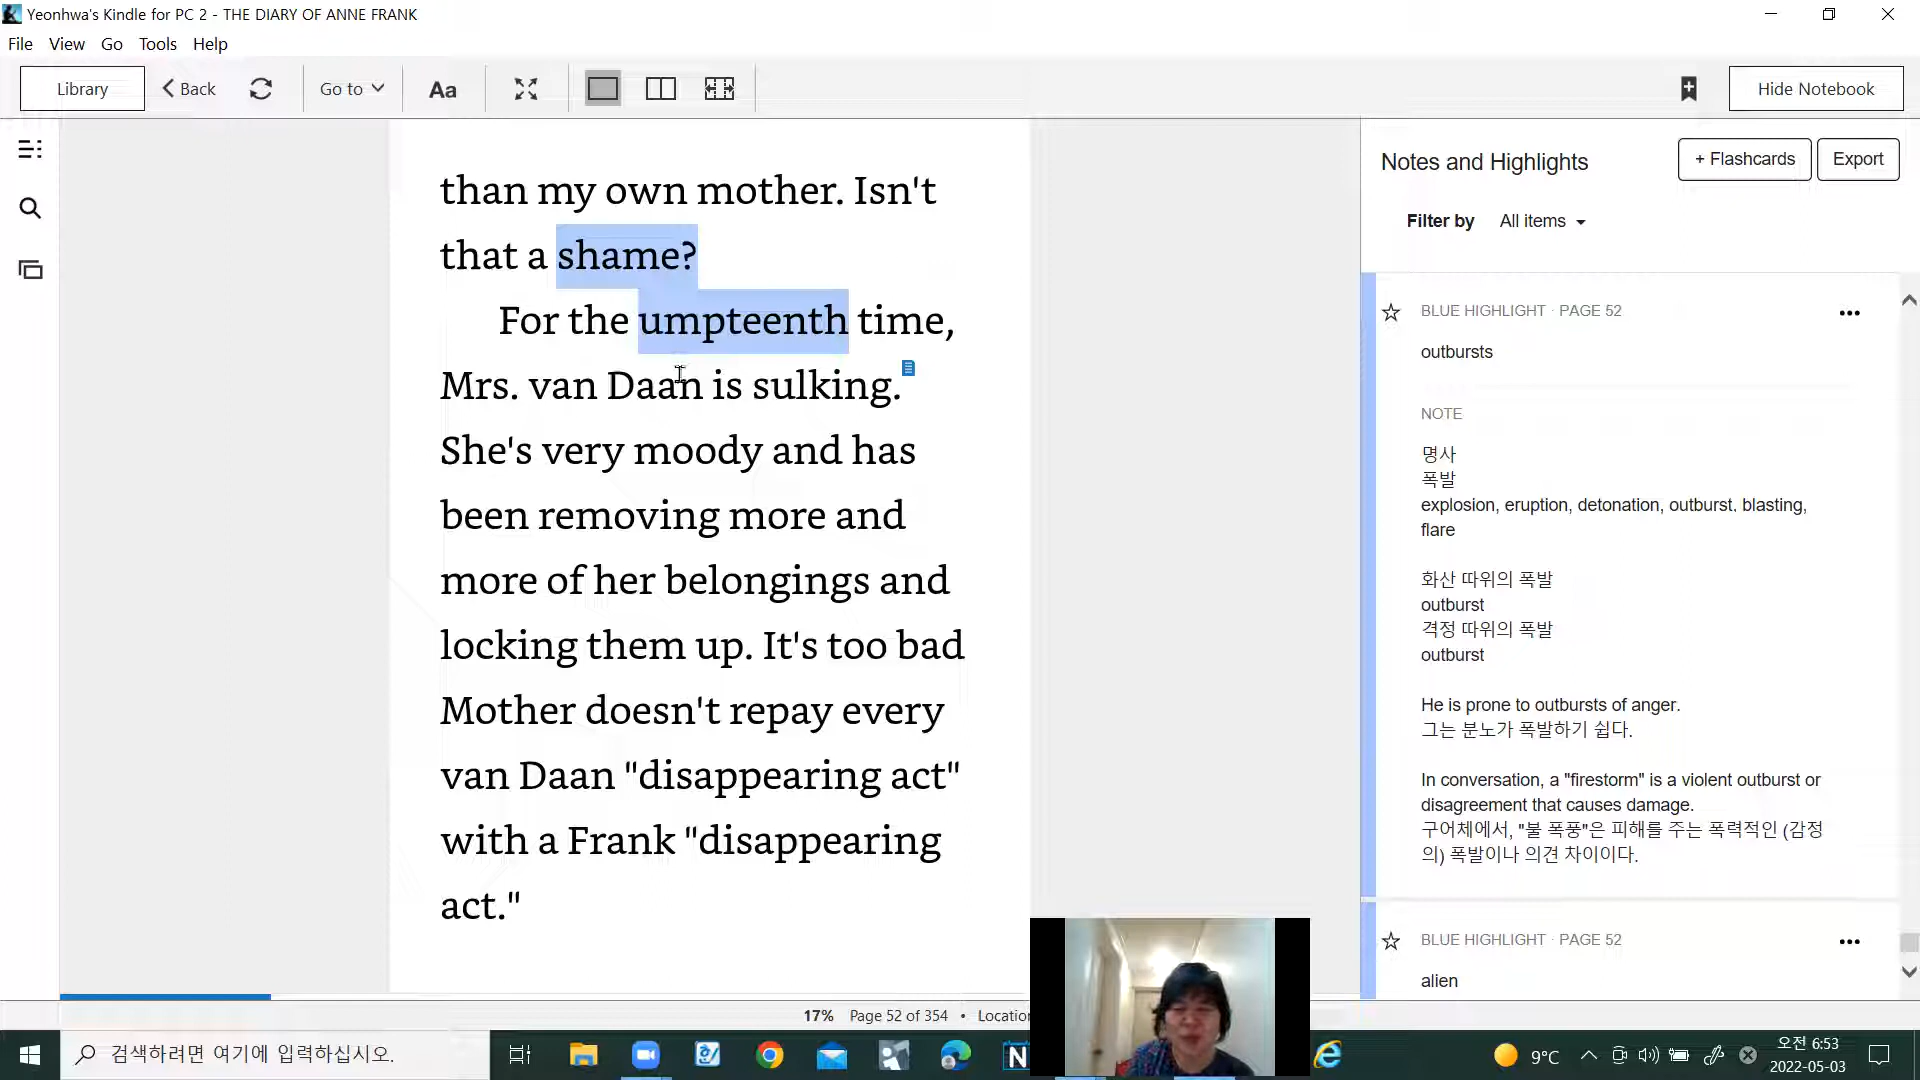 Yeonhwa's Kindle for PC 2 - THE DIARY OF ANNE FRANK
File View Go Tools Help
Library Back Go to Aa Hide Notebook
than my own mother. Isn't
that a shame?
For the umpteenth time,
Mrs. van Daan is sulking.
She's very moody and has
been removing more and
more of her belongings and
locking them up. It's too bad
Mother doesn't repay every
van Daan "disappearing act"
with a Frank "disappearing
act."
Notes and Highlights + Flashcards Export
Filter by All items
BLUE HIGHLIGHT · PAGE 52
outbursts
NOTE
명사
폭발
explosion, eruption, detonation, outburst, blasting,
flare
화산 따위의 폭발
outburst
격정 따위의 폭발
outburst
He is prone to outbursts of anger.
그는 분노가 폭발하기 쉽다.
In conversation, a "firestorm" is a violent outburst or
disagreement that causes damage.
구어체에서, "불 폭풍"은 피해를 주는 폭력적인 (감정
의) 폭발이나 의견 차이이다.
BLUE HIGHLIGHT · PAGE 52
alien
17% Page 52 of 354 • Location
검색하려면 여기에 입력하십시오.
9°C
오전 6:53
2022-05-03